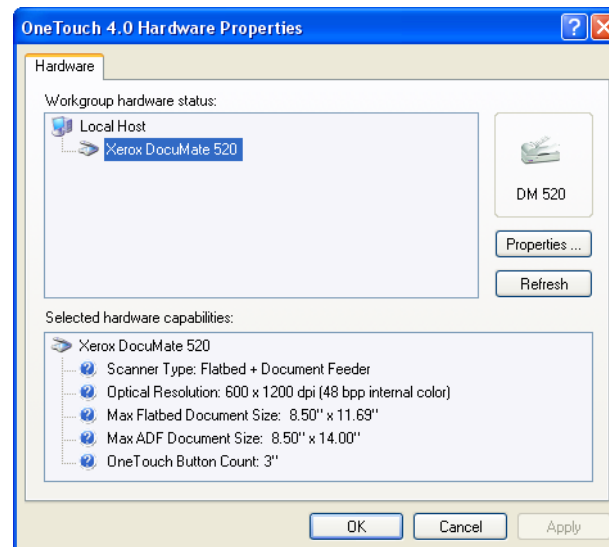 OneTouch 4.0 Hardware Properties
Hardware
Workgroup hardware status:
Local Host
Xerox DocuMate 520
DM 520
Properties ...
Refresh
Selected hardware capabilities:
Xerox DocuMate 520
Scanner Type: Flatbed + Document Feeder
Optical Resolution: 600 x 1200 dpi (48 bpp internal color)
Max Flatbed Document Size: 8.50'' x 11.69''
Max ADF Document Size: 8.50'' x 14.00''
OneTouch Button Count: 3''
OK Cancel Apply